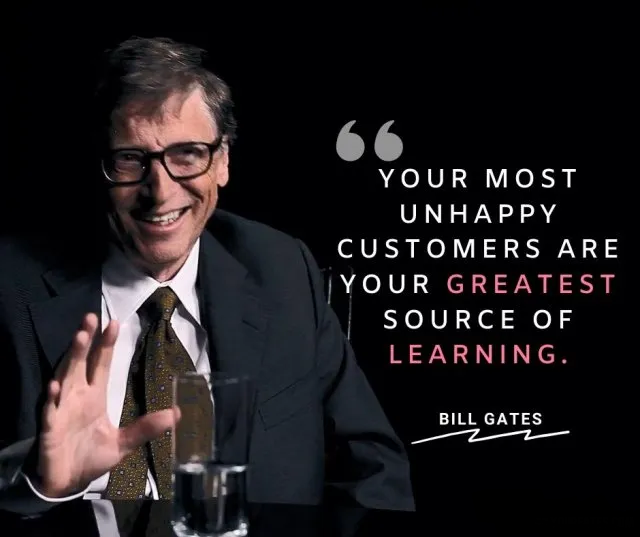 “
YOUR MOST
UNHAPPY
CUSTOMERS ARE
YOUR GREATEST
SOURCE OF
LEARNING.
BILL GATES